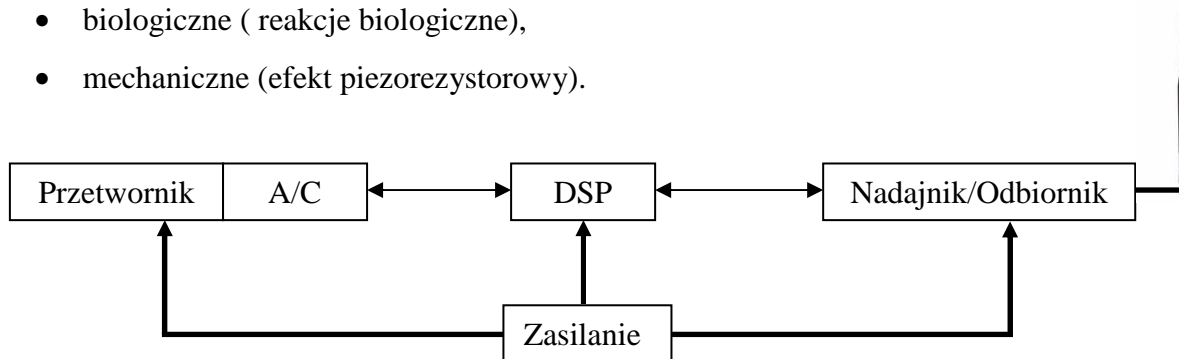 • biologiczne ( reakcje biologiczne),
• mechaniczne (efekt piezorezystorowy).
Przetwornik A/C DSP Nadajnik/Odbiornik
Zasilanie